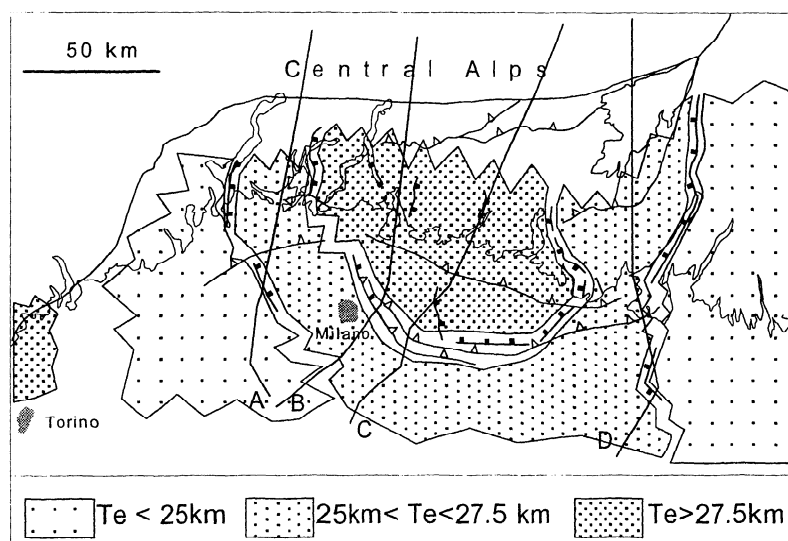 50 km
Central Alps
Milano
A
B
C
D
Torino
Te < 25km
25km< Te<27.5 km
Te>27.5km